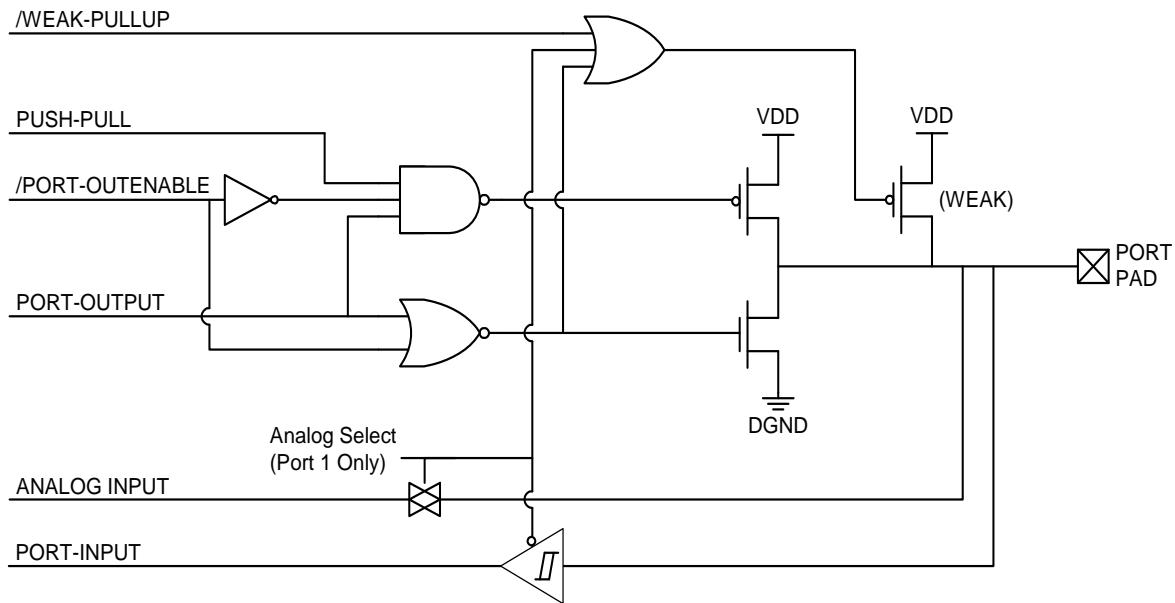 /WEAK-PULLUP
PUSH-PULL
VDD
VDD
/PORT-OUTENABLE
(WEAK)
PORT
PAD
PORT-OUTPUT
DGND
Analog Select
(Port 1 Only)
ANALOG INPUT
PORT-INPUT